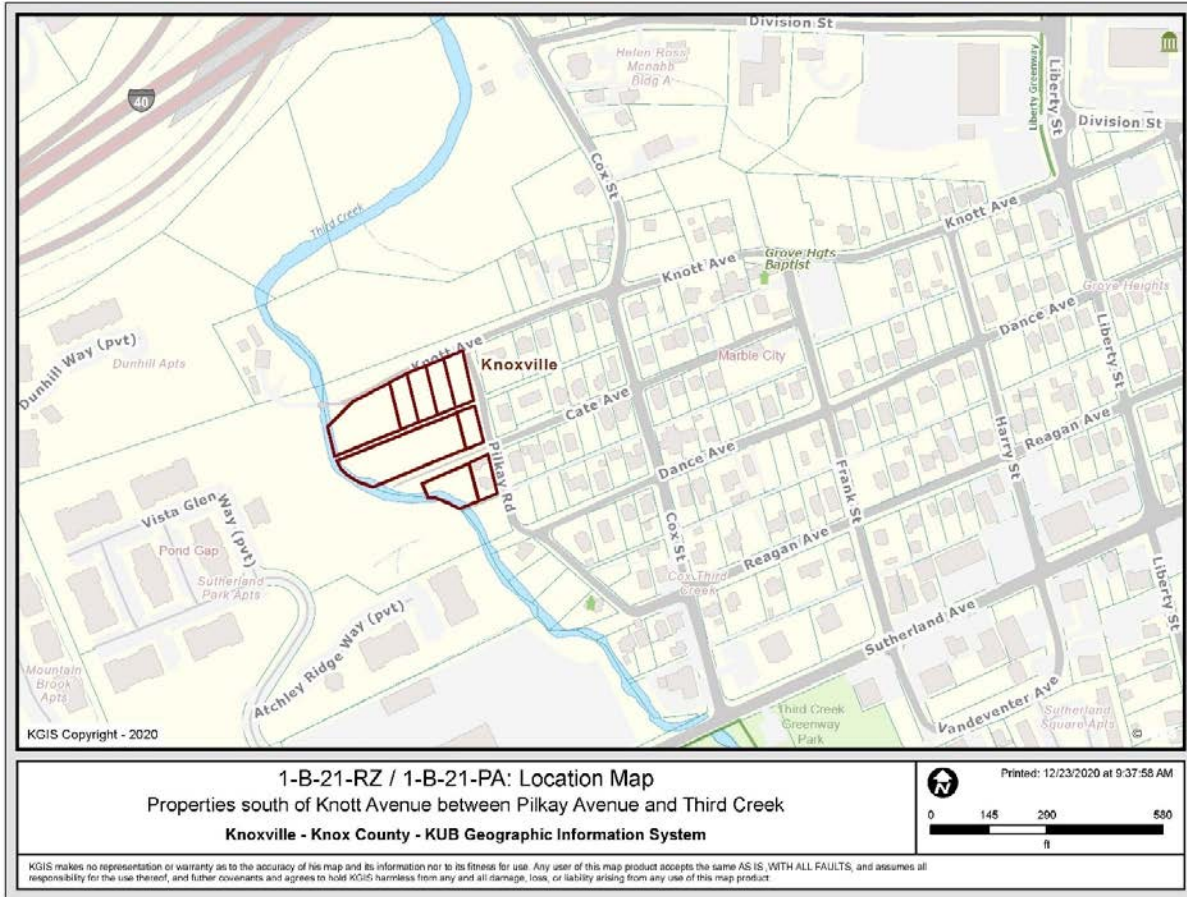 Division St
Helen Ross
Mcnabb
Bldg A
40
Liberty Greenway
Liberty St
Division St
Cox St
Third Creek
Knott Ave
Knott Ave
Grove Hgts
Baptist
Grove Heights
Dance Ave
Dunhill Way (pvt)
Dunhill Apts
Knott Ave
Knoxville
Marble City
Liberty St
Cate Ave
Harry St
Reagan Ave
Pilkay Rd
Dance Ave
Frank St
Vista Glen
Way (pvt)
Pond Gap
Sutherland
Park Apts
Cox St
Reagan Ave
Cox Third
Creek
Liberty St
Sutherland Ave
Atchley Ridge Way (pvt)
Mountain
Brook
Apts
Third Creek
Greenway
Park
Vandeventer Ave
Sutherland
Square Apts
KGIS Copyright - 2020
©
1-B-21-RZ / 1-B-21-PA: Location Map
Properties south of Knott Avenue between Pilkay Avenue and Third Creek
Knoxville - Knox County - KUB Geographic Information System
N
Printed: 12/23/2020 at 9:37:58 AM
0 145 290 580
ft
KGIS makes no representation or warranty as to the accuracy of his map and its information nor to its fitness for use. Any user of this map product accepts the same AS IS ,WITH ALL FAULTS, and assumes all
responsibility for the use thereof, and futher covenants and agrees to hold KGIS harmless from any and all damage, loss, or liability arising from any use of this map product.